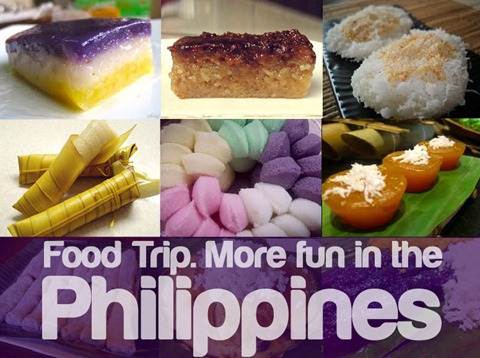 Food Trip. More fun in the
Philippines